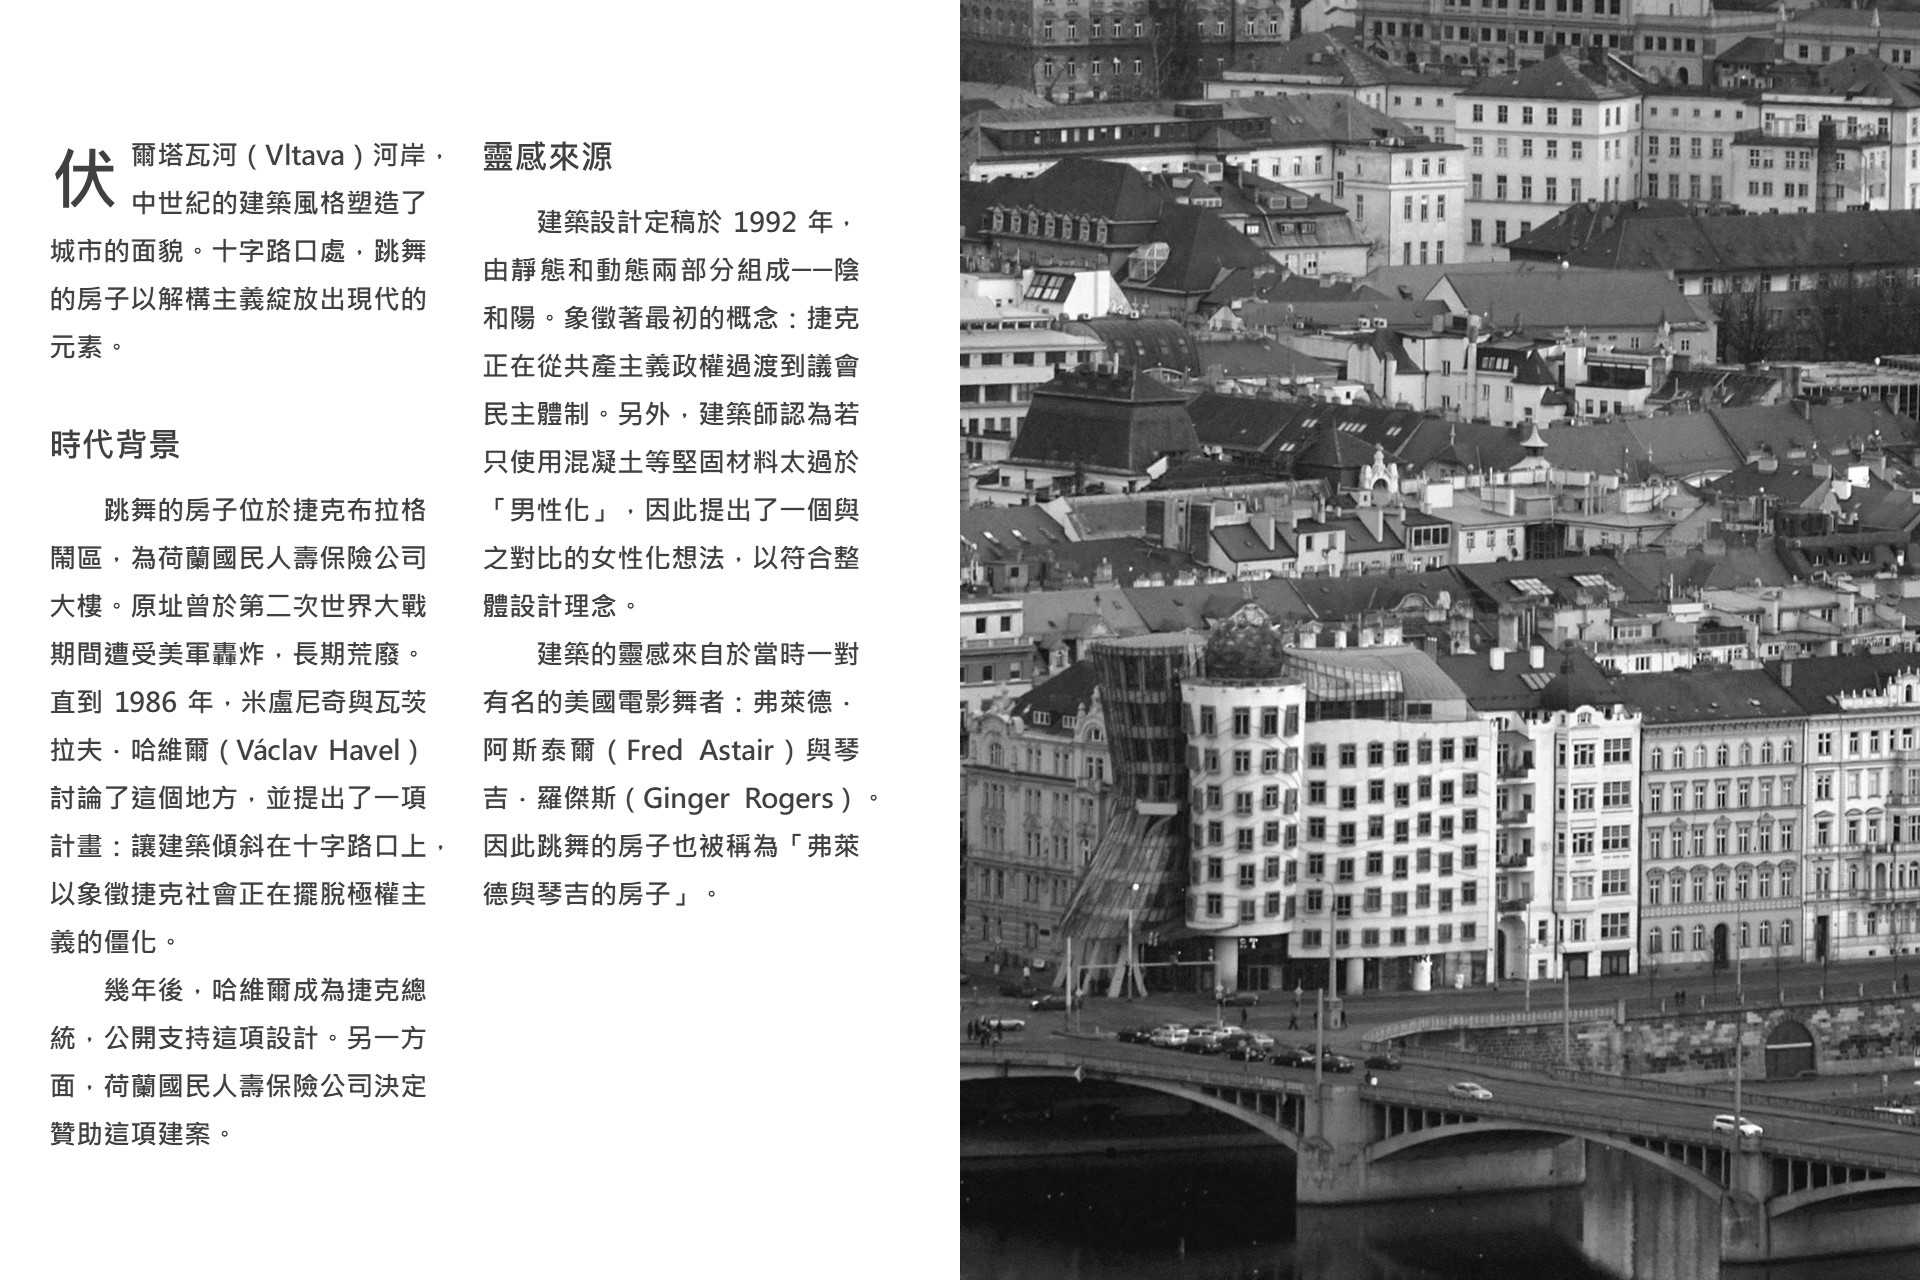 伏爾塔瓦河（Vltava）河岸，
中世紀的建築風格塑造了
城市的面貌。十字路口處，跳舞
的房子以解構主義綻放出現代的
元素。
時代背景
跳舞的房子位於捷克布拉格
鬧區，為荷蘭國民人壽保險公司
大樓。原址曾於第二次世界大戰
期間遭受美軍轟炸，長期荒廢。
直到 1986 年，米盧尼奇與瓦茨
拉夫．哈維爾（Václav Havel）
討論了這個地方，並提出了一項
計畫：讓建築傾斜在十字路口上，
以象徵捷克社會正在擺脫極權主
義的僵化。
幾年後，哈維爾成為捷克總
統，公開支持這項設計。另一方
面，荷蘭國民人壽保險公司決定
贊助這項建案。
靈感來源
建築設計定稿於 1992 年，
由靜態和動態兩部分組成──陰
和陽。象徵著最初的概念：捷克
正在從共產主義政權過渡到議會
民主體制。另外，建築師認為若
只使用混凝土等堅固材料太過於
「男性化」，因此提出了一個與
之對比的女性化想法，以符合整
體設計理念。
建築的靈感來自於當時一對
有名的美國電影舞者：弗萊德．
阿斯泰爾（Fred Astair）與琴
吉．羅傑斯（Ginger Rogers）。
因此跳舞的房子也被稱為「弗萊
德與琴吉的房子」。